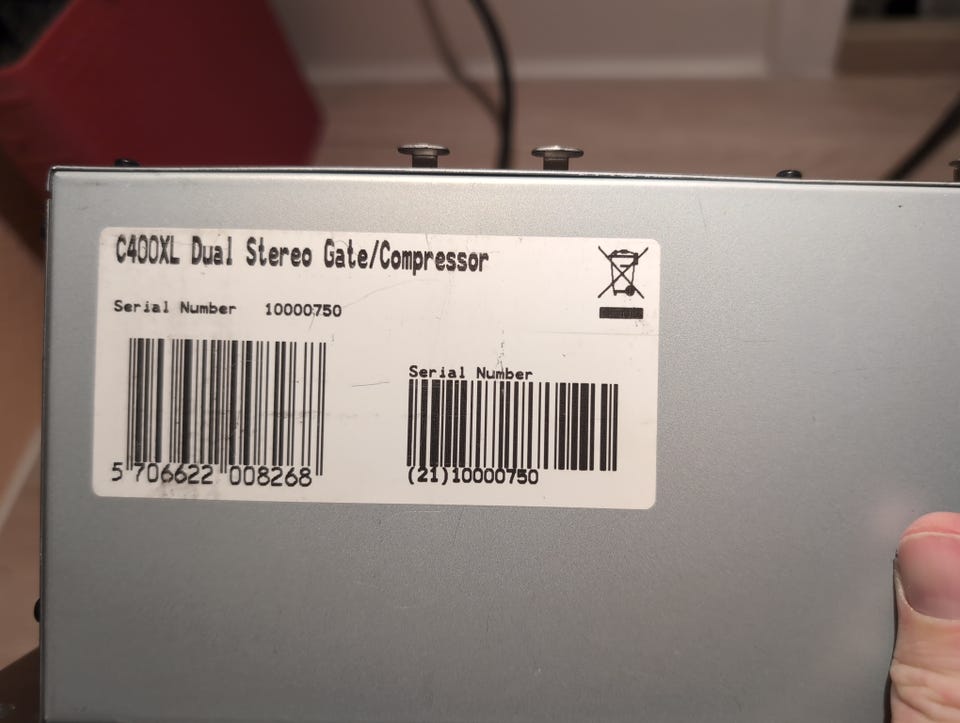 C400XL Dual Stereo Gate/Compressor
Serial Number 10000750
Serial Number
5 706622 008268
(21)10000750